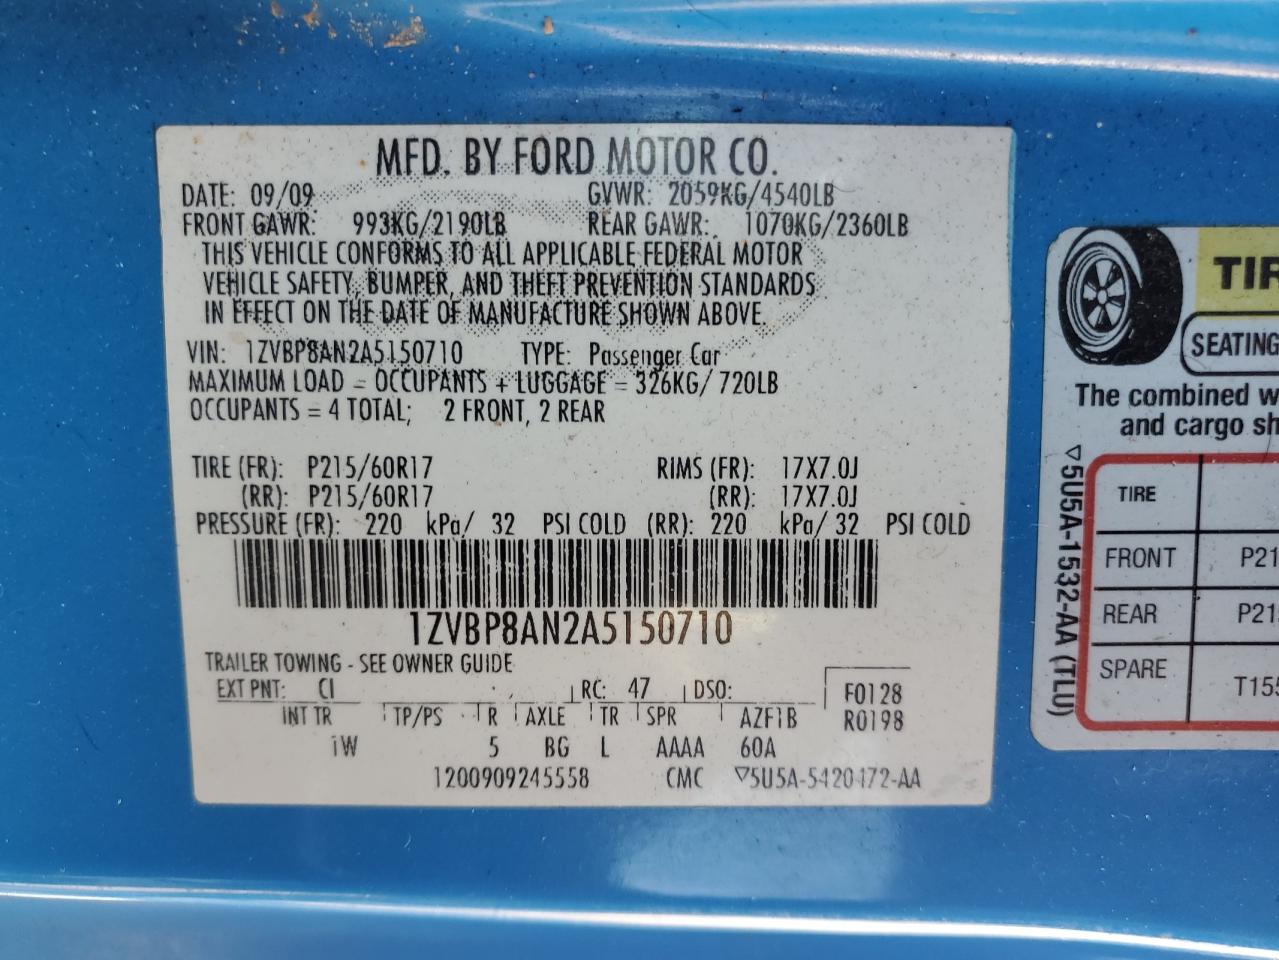 MFD. BY FORD MOTOR CO.
DATE: 09/09 GVWR: 2059KG/4540LB
FRONT GAWR: 993KG/2190LB REAR GAWR: 1070KG/2360LB
THIS VEHICLE CONFORMS TO ALL APPLICABLE FEDERAL MOTOR
VEHICLE SAFETY, BUMPER, AND THEFT PREVENTION STANDARDS
IN EFFECT ON THE DATE OF MANUFACTURE SHOWN ABOVE.
VIN: 1ZVBP8AN2A5150710 TYPE: Passenger Car
MAXIMUM LOAD = OCCUPANTS + LUGGAGE = 326KG/720LB
OCCUPANTS = 4 TOTAL; 2 FRONT, 2 REAR
TIRE (FR): P215/60R17 RIMS (FR): 17X7.0J
(RR): P215/60R17 (RR): 17X7.0J
PRESSURE (FR): 220 kPa/ 32 PSI COLD (RR): 220 kPa/ 32 PSI COLD
1ZVBP8AN2A5150710
TRAILER TOWING - SEE OWNER GUIDE
EXT PNT: CI RC: 47 DSO: F0128
INT TR TP/PS R AXLE TR SPR AZFIB R0198
iW 5 BG L AAAA 60A
1200909245558 CMC ▽5U5A-5420472-AA
TIR
SEATING
The combined w
and cargo sh
▽5U5A-1532-AA (TLU)
TIRE
FRONT P21
REAR P21
SPARE T155